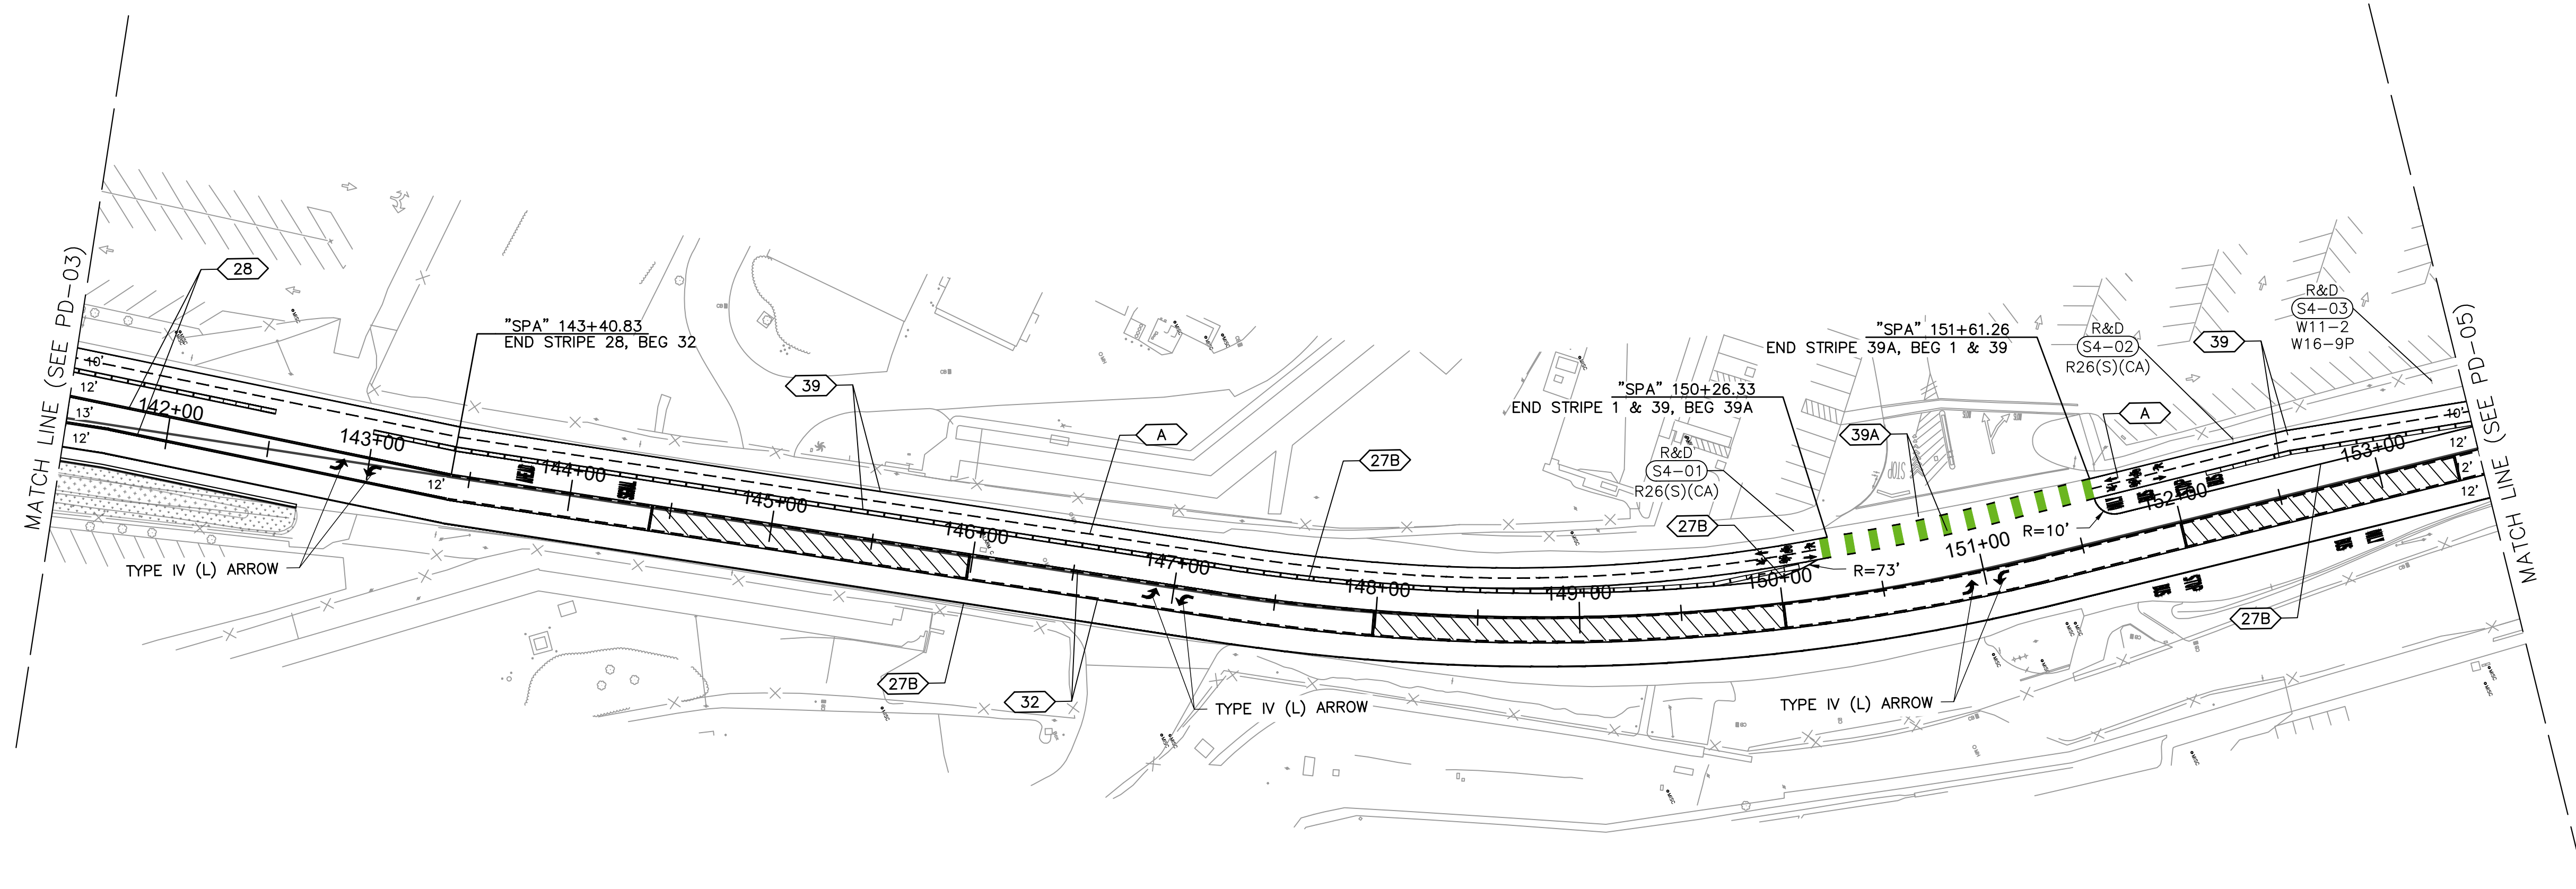 MATCH LINE (SEE PD-03)
28
10'
12'
13'
12'
142+00
143+00
TYPE IV (L) ARROW
"SPA" 143+40.83
END STRIPE 28, BEG 32
12'
144+00
145+00
39
A
27B
146+00
147+00
148+00
149+00
150+00
27B
32
TYPE IV (L) ARROW
"SPA" 150+26.33
END STRIPE 1 & 39, BEG 39A
R&D
S4-01
R26(S)(CA)
27B
R=73'
"SPA" 151+61.26
END STRIPE 39A, BEG 1 & 39
39A
STOP
151+00
R=10'
TYPE IV (L) ARROW
R&D
S4-02
R26(S)(CA)
A
39
R&D
S4-03
W11-2
W16-9P
152+00
153+00
27B
10'
12'
2'
12'
MATCH LINE (SEE PD-05)